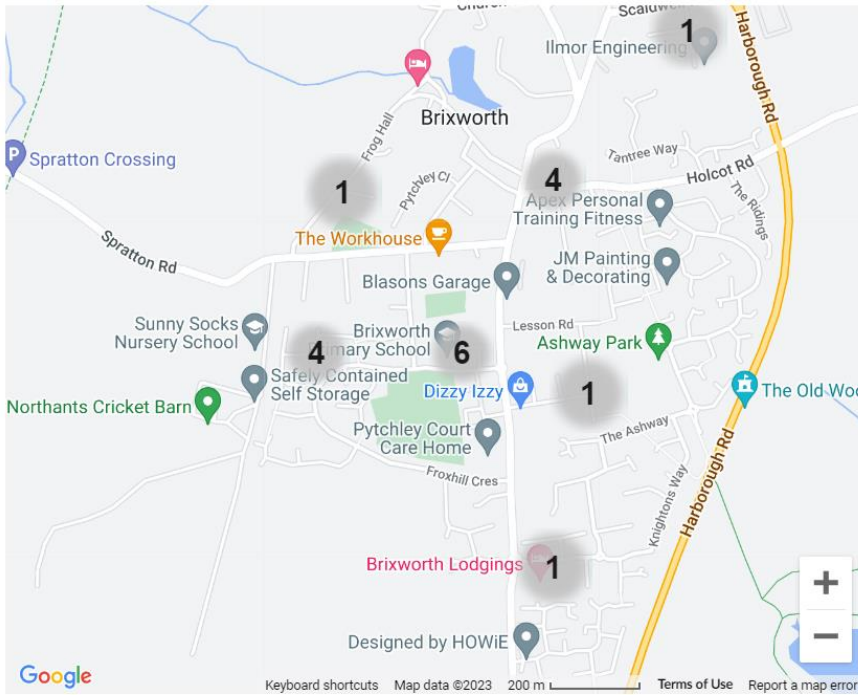 Church
Scaldwell
1
Ilmor Engineering
Harborough Rd
Brixworth
Frog Hall
Tantree Way
Spratton Crossing
P
Holcot Rd
4
1
Pytchley Cl
Apex Personal
Training Fitness
The Ridings
The Workhouse
Spratton Rd
JM Painting
& Decorating
Blasons Garage
Sunny Socks
Nursery School
Brixworth
mary School
Lesson Rd
Ashway Park
4
6
Safely Contained
Self Storage
Dizzy Izzy
1
The Old Woo
Northants Cricket Barn
Pytchley Court
Care Home
The Ashway
Harborough Rd
Froxhill Cres
Knightons Way
Brixworth Lodgings
1
+
−
Designed by HOWiE
Google
Keyboard shortcuts Map data ©2023 200 m Terms of Use Report a map error